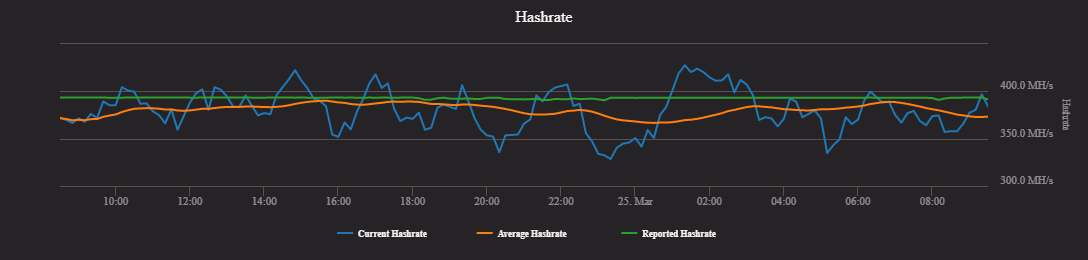 Hashrate
400.0 MH/s
350.0 MH/s
300.0 MH/s
Hashrate
10:00 12:00 14:00 16:00 18:00 20:00 22:00 25. Mar 02:00 04:00 06:00 08:00
Current Hashrate Average Hashrate Reported Hashrate